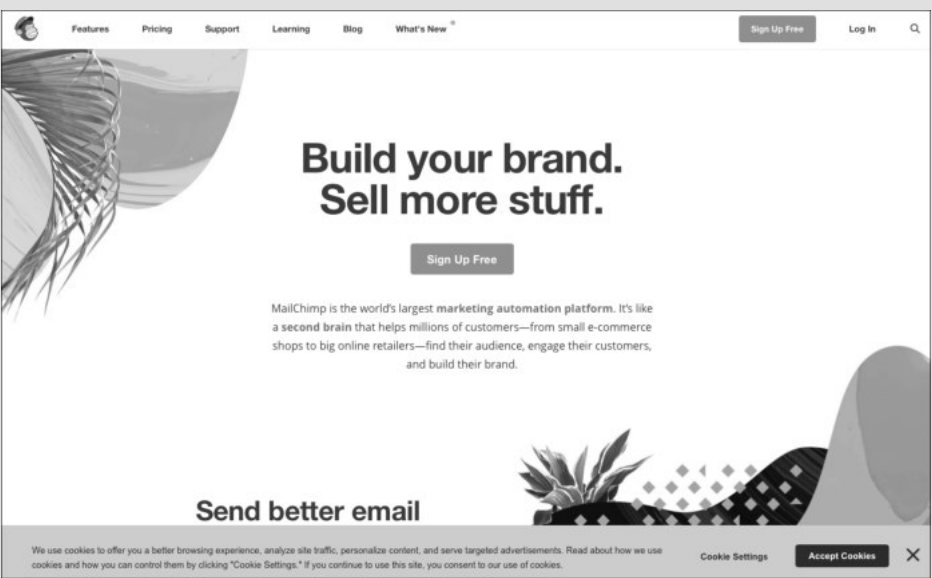 Features Pricing Support Learning Blog What's New Sign Up Free Log In
Build your brand.
Sell more stuff.
Sign Up Free
MailChimp is the world's largest marketing automation platform. It's like
a second brain that helps millions of customers—from small e-commerce
shops to big online retailers—find their audience, engage their customers,
and build their brand.
Send better email
We use cookies to offer you a better browsing experience, analyze site traffic, personalize content, and serve targeted advertisements. Read about how we use
cookies and how you can control them by clicking "Cookie Settings." If you continue to use this site, you consent to our use of cookies.
Cookie Settings
Accept Cookies